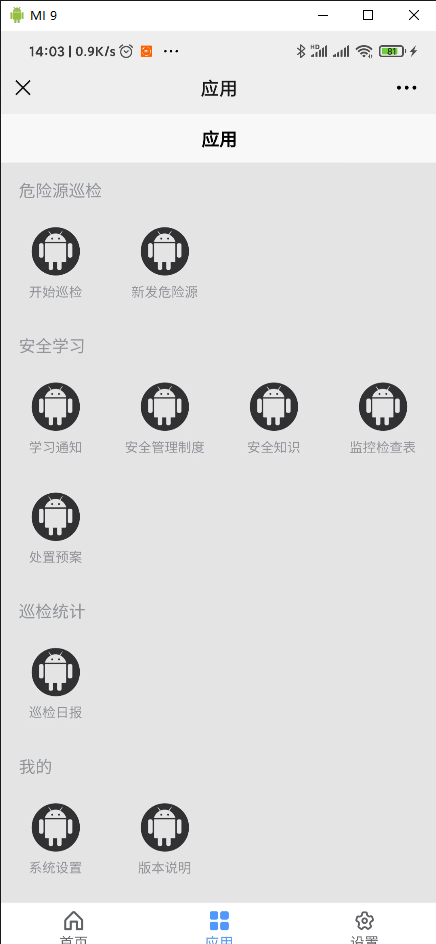 MI 9
14:03 | 0.9K/s HD 81
应用
应用
危险源巡检
开始巡检 新发危险源
安全学习
学习通知 安全管理制度 安全知识 监控检查表
处置预案
巡检统计
巡检日报
我的
系统设置 版本说明
首页 应用 设置